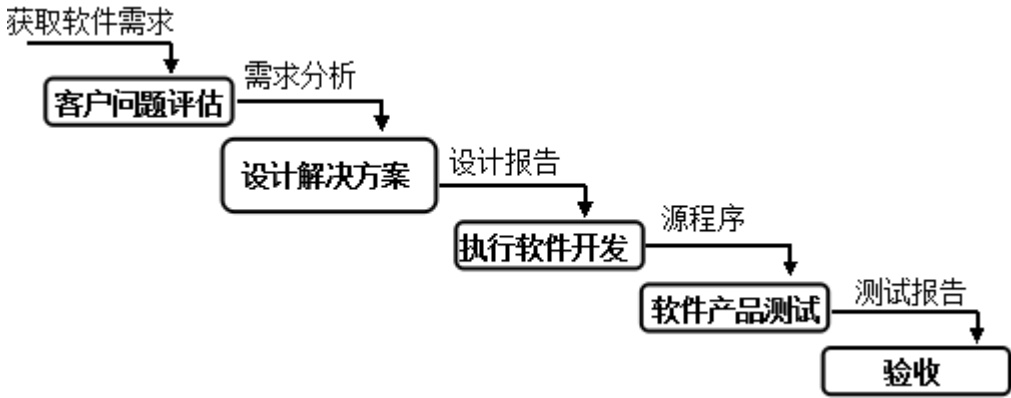 获取软件需求
客户问题评估
需求分析
设计解决方案
设计报告
执行软件开发
源程序
软件产品测试
测试报告
验收